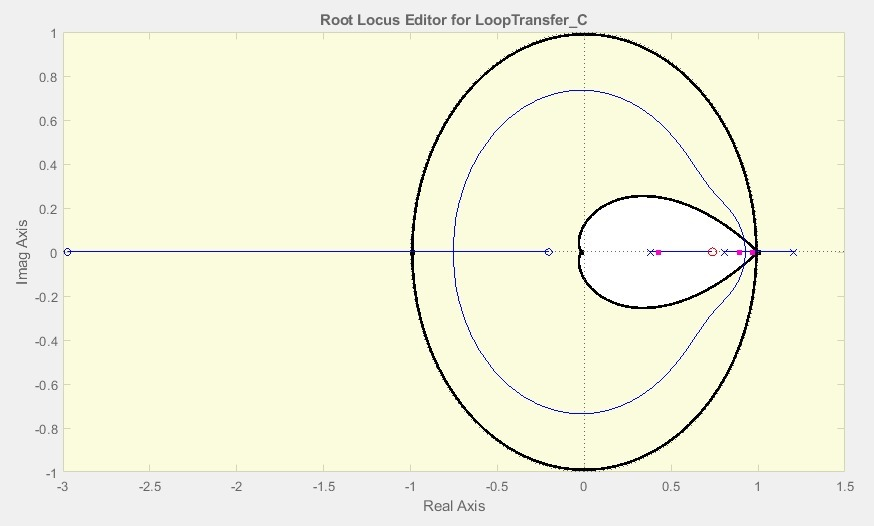 Root Locus Editor for LoopTransfer_C
1
0.8
0.6
0.4
0.2
0
-0.2
-0.4
-0.6
-0.8
-1
Imag Axis
-3 -2.5 -2 -1.5 -1 -0.5 0 0.5 1 1.5
Real Axis